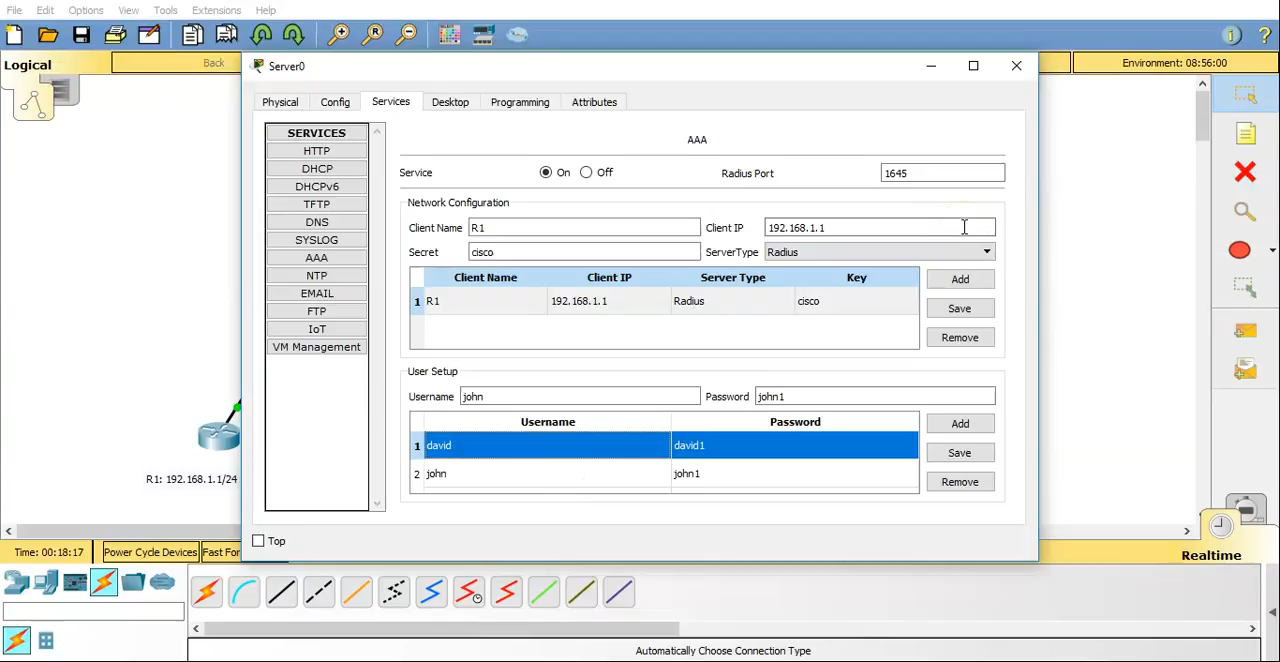 File Edit Options View Tools Extensions Help
Logical
Back
Environment: 08:56:00
Server0
Physical Config Services Desktop Programming Attributes
SERVICES
HTTP
DHCP
DHCPv6
TFTP
DNS
SYSLOG
AAA
NTP
EMAIL
FTP
IoT
VM Management
AAA
Service On Off Radius Port 1645
Network Configuration
Client Name R1 Client IP 192.168.1.1
Secret cisco ServerType Radius
Client Name Client IP Server Type Key
1 R1 192.168.1.1 Radius cisco
Add
Save
Remove
User Setup
Username john Password john1
Username Password
1 david david1
2 john john1
Add
Save
Remove
Top
R1: 192.168.1.1/24
Time: 00:18:17 Power Cycle Devices Fast For
Realtime
Automatically Choose Connection Type